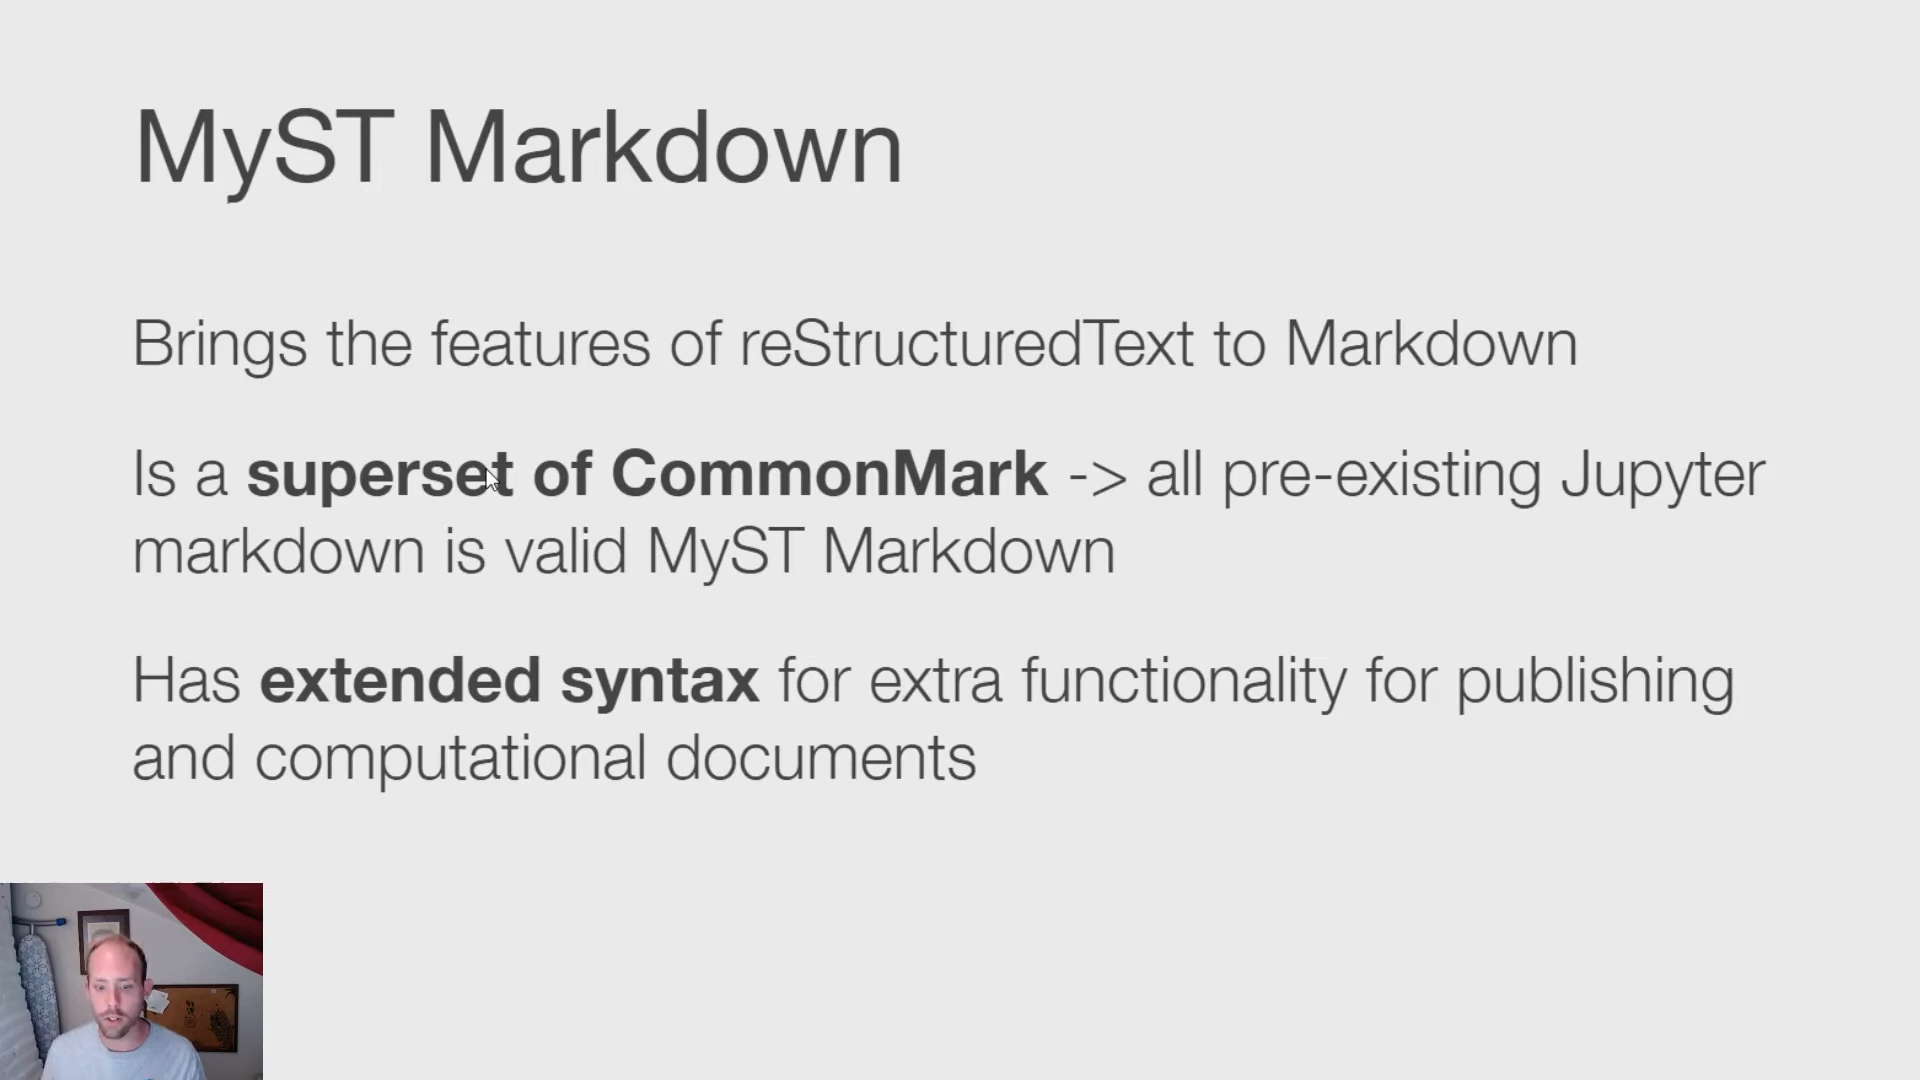 MyST Markdown
Brings the features of reStructuredText to Markdown
Is a superset of CommonMark -> all pre-existing Jupyter
markdown is valid MyST Markdown
Has extended syntax for extra functionality for publishing
and computational documents